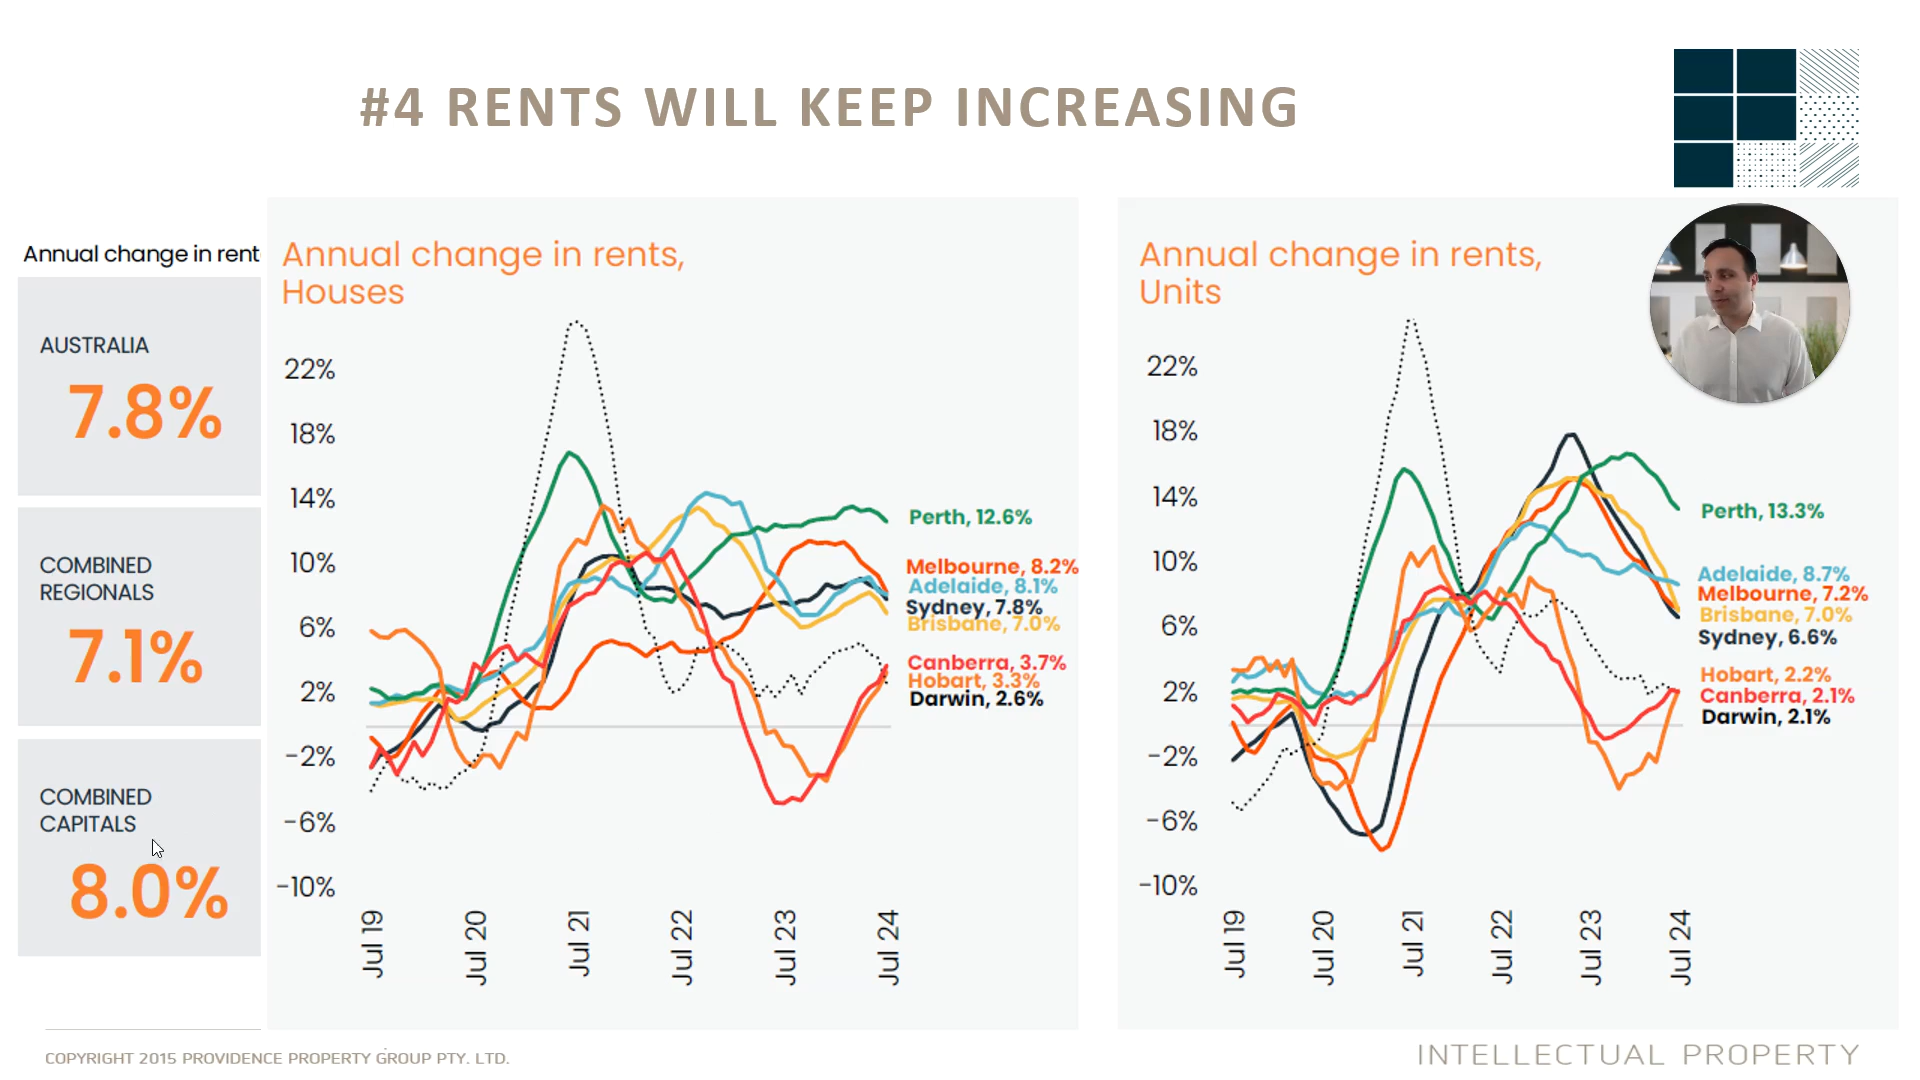 #4 RENTS WILL KEEP INCREASING
Annual change in rent
AUSTRALIA
7.8%
COMBINED
REGIONALS
7.1%
COMBINED
CAPITALS
8.0%
Annual change in rents,
Houses
22%
18%
14%
10%
6%
2%
-2%
-6%
-10%
Jul 19
Jul 20
Jul 21
Jul 22
Jul 23
Jul 24
Perth, 12.6%
Melbourne, 8.2%
Adelaide, 8.1%
Sydney, 7.8%
Brisbane, 7.0%
Canberra, 3.7%
Hobart, 3.3%
Darwin, 2.6%
Annual change in rents,
Units
22%
18%
14%
10%
6%
2%
-2%
-6%
-10%
Jul 19
Jul 20
Jul 21
Jul 22
Jul 23
Jul 24
Perth, 13.3%
Adelaide, 8.7%
Melbourne, 7.2%
Brisbane, 7.0%
Sydney, 6.6%
Hobart, 2.2%
Canberra, 2.1%
Darwin, 2.1%
COPYRIGHT 2015 PROVIDENCE PROPERTY GROUP PTY. LTD.
INTELLECTUAL PROPERTY